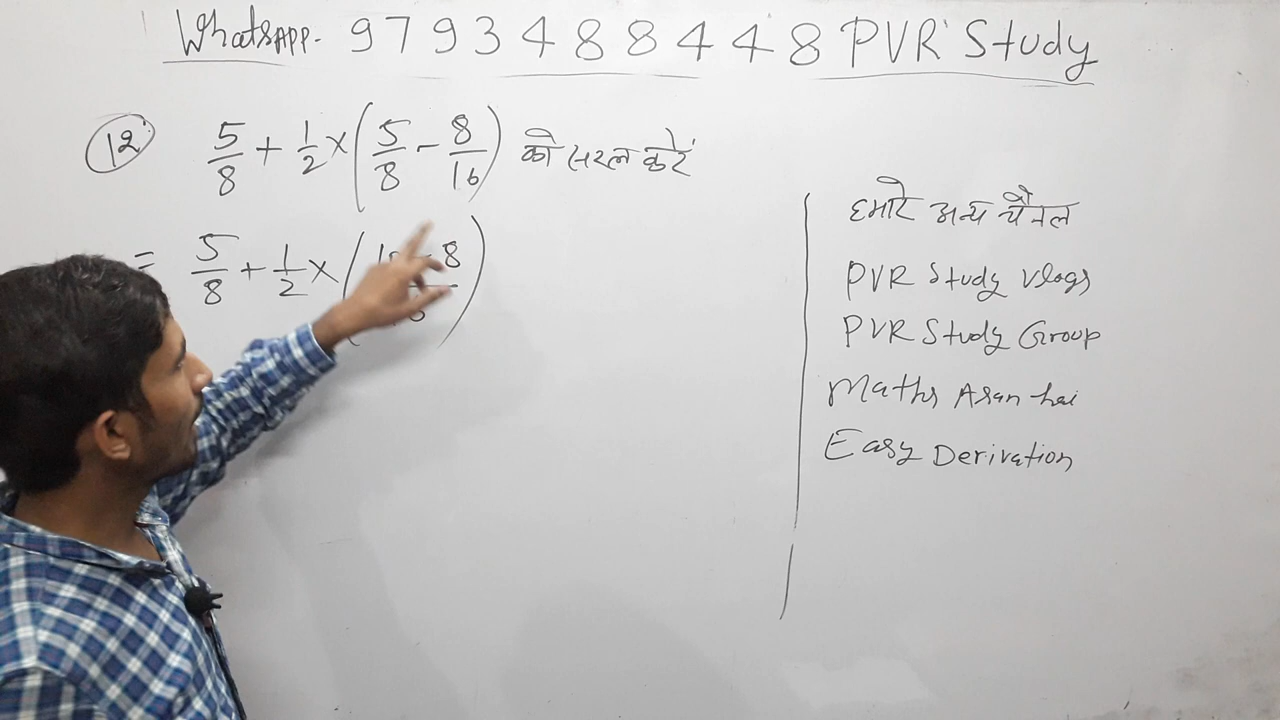 WhatsAPP. 9793488448 PVR Study
12. 5/8 + 1/2 × (5/8 - 8/16) को सरल करें
= 5/8 + 1/2 × ( 8 )
हमारे अन्य चैनल
PVR Study Vlogs
PVR Study Group
Maths Asan hai
Easy Derivation